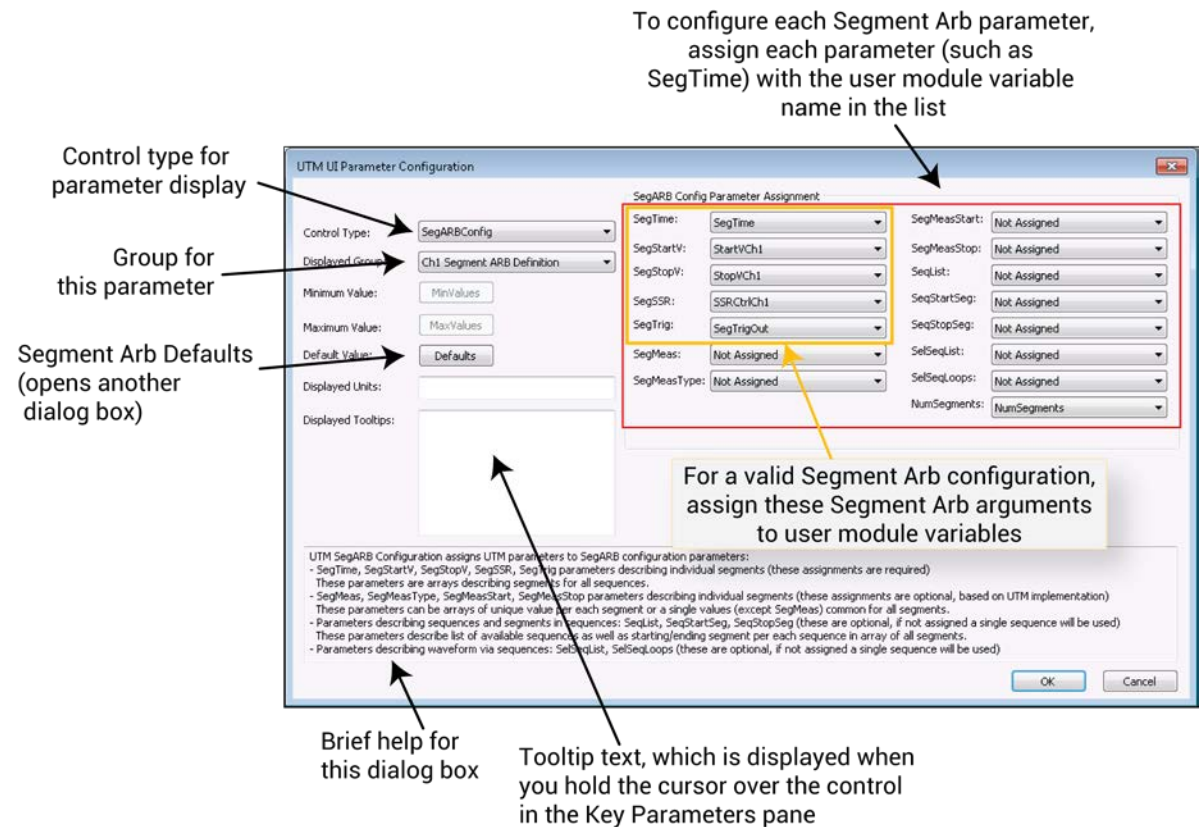 To configure each Segment Arb parameter,
assign each parameter (such as
SegTime) with the user module variable
name in the list
Control type for
parameter display
Group for
this parameter
Segment Arb Defaults
(opens another
dialog box)
UTM UI Parameter Configuration
Control Type:
SegARBConfig
Displayed Group:
Ch1 Segment ARB Definition
Minimum Value:
MinValues
Maximum Value:
MaxValues
Default Value:
Defaults
Displayed Units:
Displayed Tooltips:
SegARB Config Parameter Assignment
SegTime:
SegTime
SegStartV:
StartVCh1
SegStopV:
StopVCh1
SegSSR:
SSRCtrlCh1
SegTrig:
SegTrigOut
SegMeas:
Not Assigned
SegMeasType:
Not Assigned
SegMeasStart:
Not Assigned
SegMeasStop:
Not Assigned
SeqList:
Not Assigned
SeqStartSeg:
Not Assigned
SeqStopSeg:
Not Assigned
SelSeqList:
Not Assigned
SelSeqLoops:
Not Assigned
NumSegments:
NumSegments
For a valid Segment Arb configuration,
assign these Segment Arb arguments
to user module variables
UTM SegARB Configuration assigns UTM parameters to SegARB configuration parameters:
- SegTime, SegStartV, SegStopV, SegSSR, SegTrig parameters describing individual segments (these assignments are required)
These parameters are arrays describing segments for all sequences.
- SegMeas, SegMeasType, SegMeasStart, SegMeasStop parameters describing individual segments (these assignments are optional, based on UTM implementation)
These parameters can be arrays of unique value per each segment or a single values (except SegMeas) common for all segments.
- Parameters describing sequences and segments in sequences: SeqList, SeqStartSeg, SeqStopSeg (these are optional, if not assigned a single sequence will be used)
These parameters describe list of available sequences as well as starting/ending segment per each sequence in array of all segments.
- Parameters describing waveform via sequences: SelSeqList, SelSeqLoops (these are optional, if not assigned a single sequence will be used)
OK
Cancel
Brief help for
this dialog box
Tooltip text, which is displayed when
you hold the cursor over the control
in the Key Parameters pane